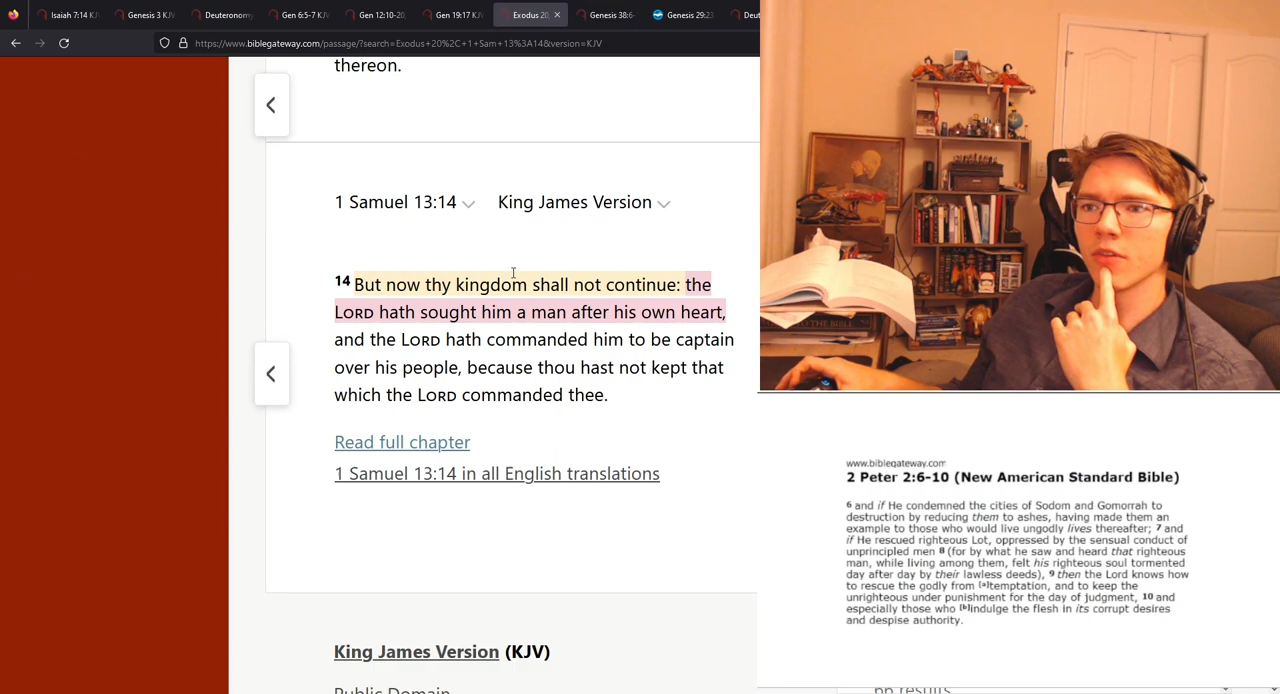 Isaiah 7:14 KJ
Genesis 3 KJV
Deuteronomy
Gen 6:5-7 KJV
Gen 12:10-20,
Gen 19:17 KJV
Exodus 20,
Genesis 38:6-
Genesis 29:23
Deut
https://www.biblegateway.com/passage/?search=Exodus+20%2C+1+Sam+13%3A14&version=KJV
thereon.
1 Samuel 13:14 King James Version
14 But now thy kingdom shall not continue: the
LORD hath sought him a man after his own heart,
and the LORD hath commanded him to be captain
over his people, because thou hast not kept that
which the LORD commanded thee.
Read full chapter
1 Samuel 13:14 in all English translations
King James Version (KJV)
Public Domain
www.biblegateway.com
2 Peter 2:6-10 (New American Standard Bible)
6 and if He condemned the cities of Sodom and Gomorrah to
destruction by reducing them to ashes, having made them an
example to those who would live ungodly lives thereafter; 7 and
if He rescued righteous Lot, oppressed by the sensual conduct of
unprincipled men 8 (for by what he saw and heard that righteous
man, while living among them, felt his righteous soul tormented
day after day by their lawless deeds), 9 then the Lord knows how
to rescue the godly from [a]temptation, and to keep the
unrighteous under punishment for the day of judgment, 10 and
especially those who [b]indulge the flesh in its corrupt desires
and despise authority.
66 results